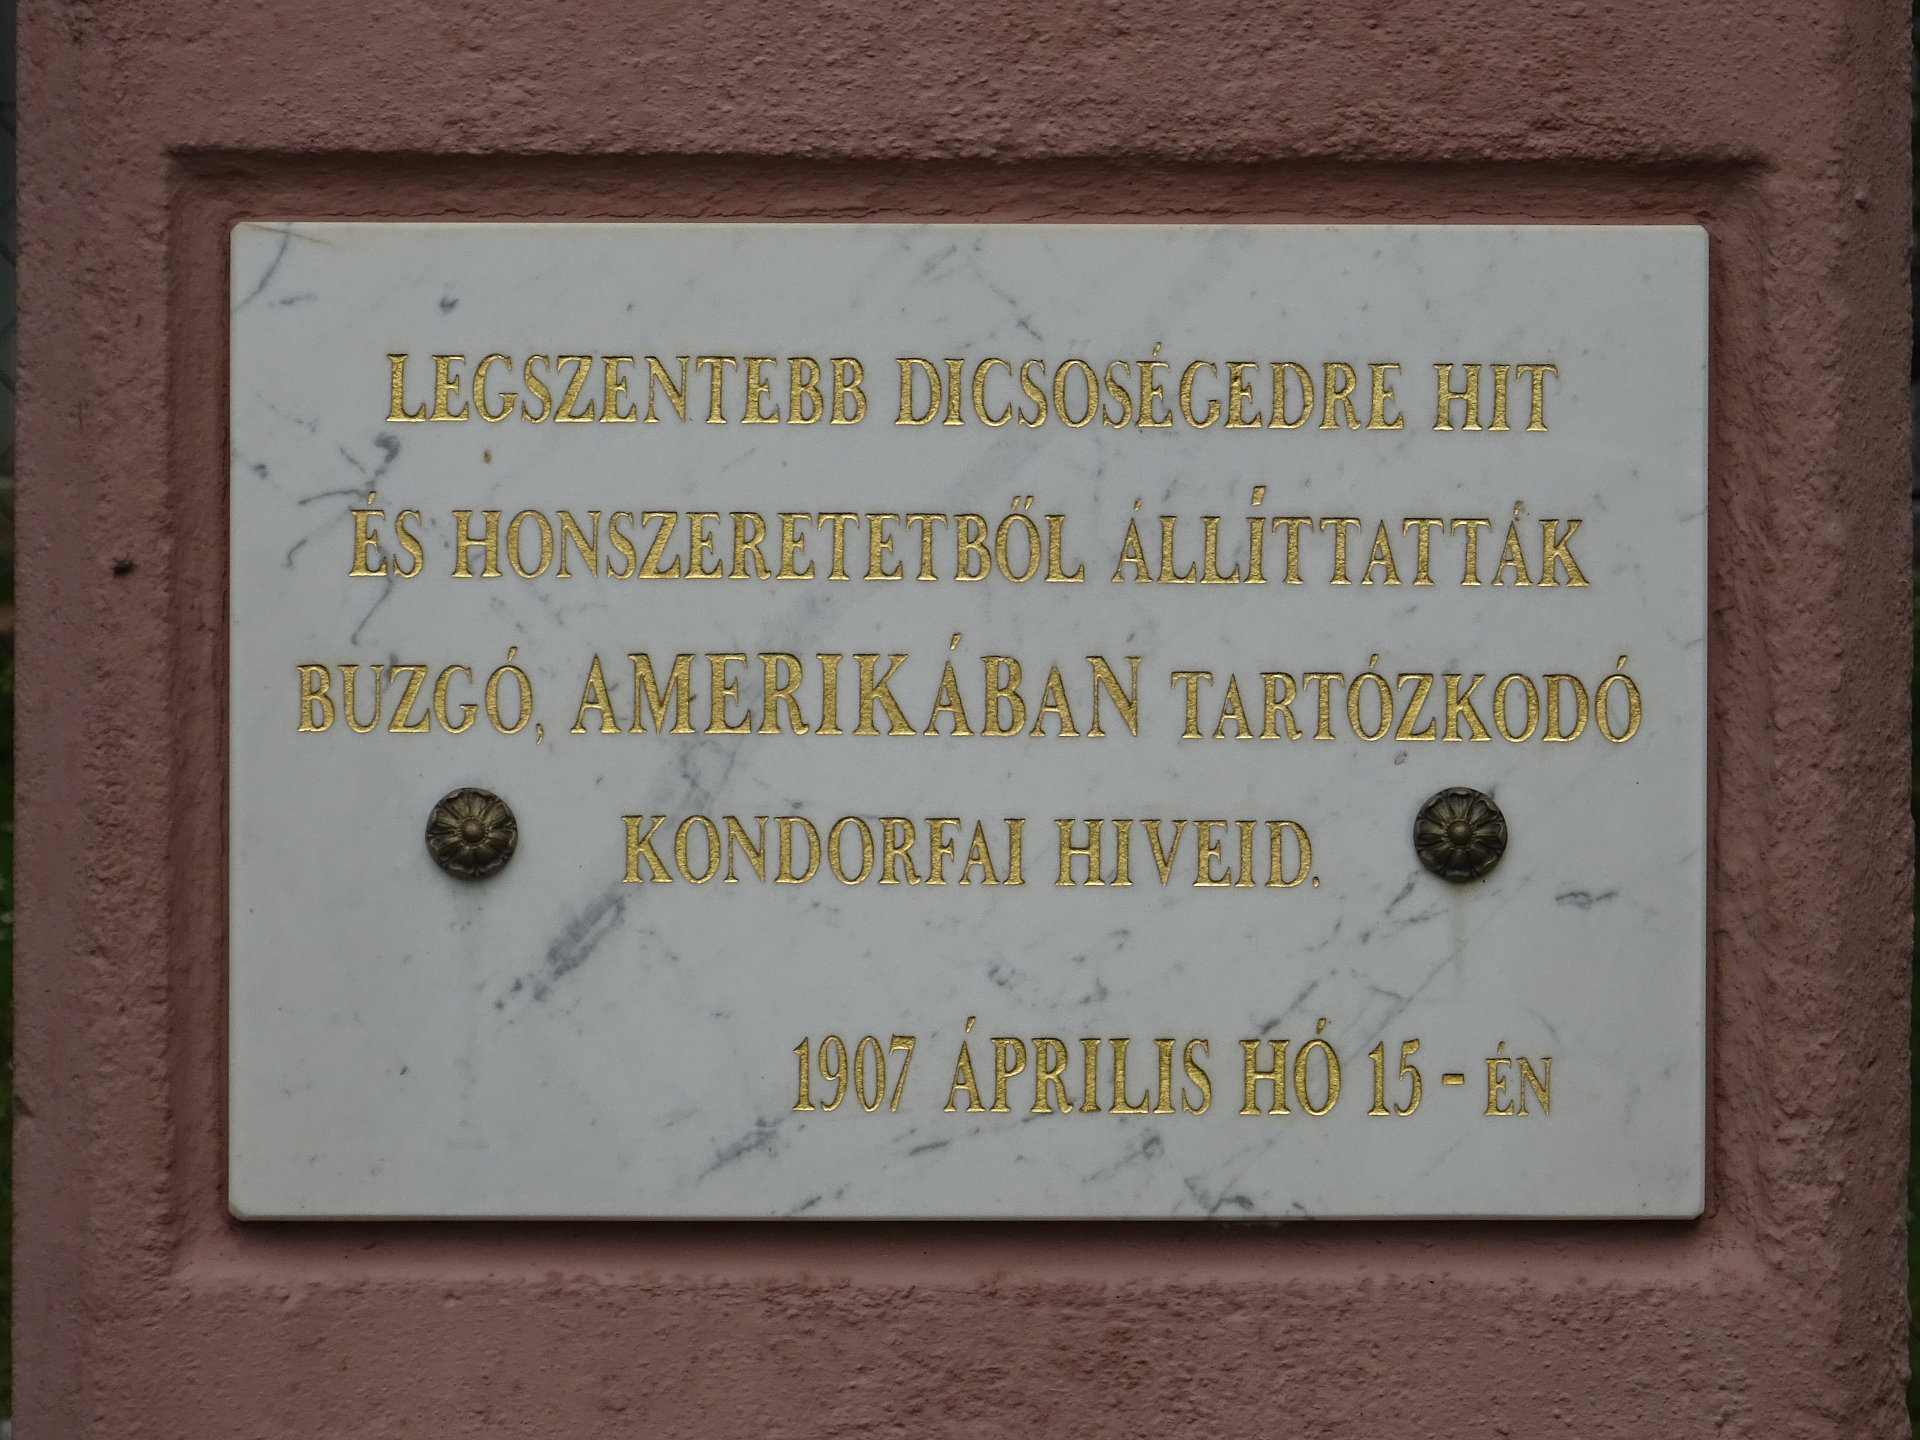 LEGSZENTEBB DICSOSÉGEDRE HIT
ÉS HONSZERETETBŐL ÁLLÍTTATTÁK
BUZGÓ, AMERIKÁBAN TARTÓZKODÓ
KONDORFAI HIVEID.
1907 ÁPRILIS HÓ 15 - ÉN